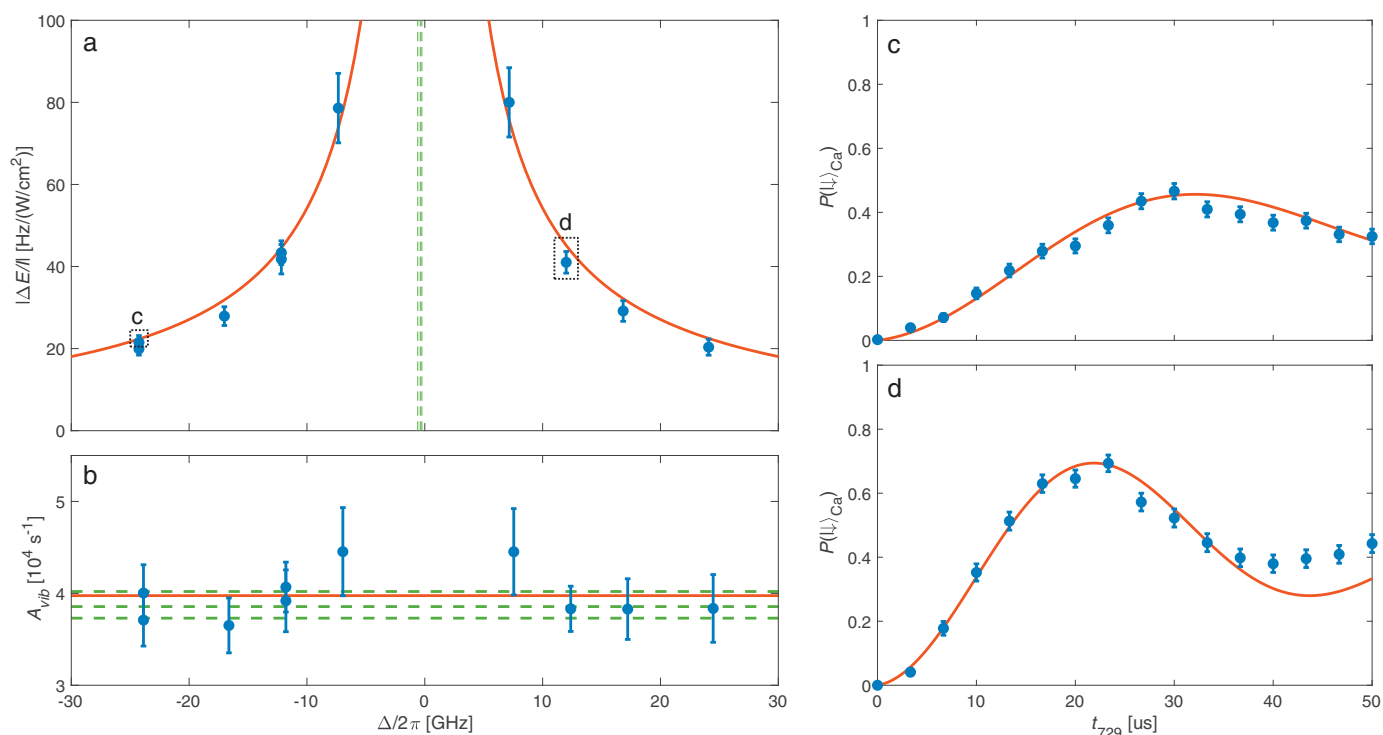 a
|ΔE/I| [Hz/(W/cm²)]
100
80
60
40
20
0
c
d
b
A_vib [10⁴ s⁻¹]
5
4
3
-30
-20
-10
0
10
20
30
Δ/2π [GHz]
c
P(|↓⟩_Ca)
1
0.8
0.6
0.4
0.2
0
d
P(|↓⟩_Ca)
1
0.8
0.6
0.4
0.2
0
0
10
20
30
40
50
t₇₂₉ [us]